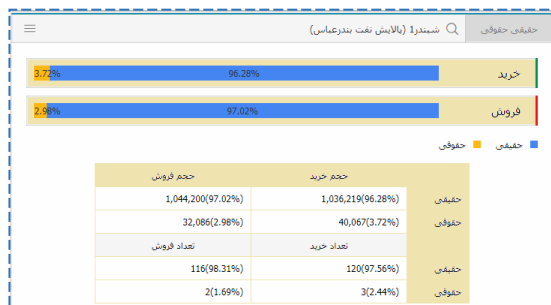 حقیقی حقوقی شبندر1 (پالایش نفت بندرعباس)
خرید 96.28% 3.72%
فروش 97.02% 2.98%
حقیقی حقوقی
حجم خرید حجم فروش
حقیقی 1,036,219(96.28%) 1,044,200(97.02%)
حقوقی 40,067(3.72%) 32,086(2.98%)
تعداد خرید تعداد فروش
حقیقی 120(97.56%) 116(98.31%)
حقوقی 3(2.44%) 2(1.69%)